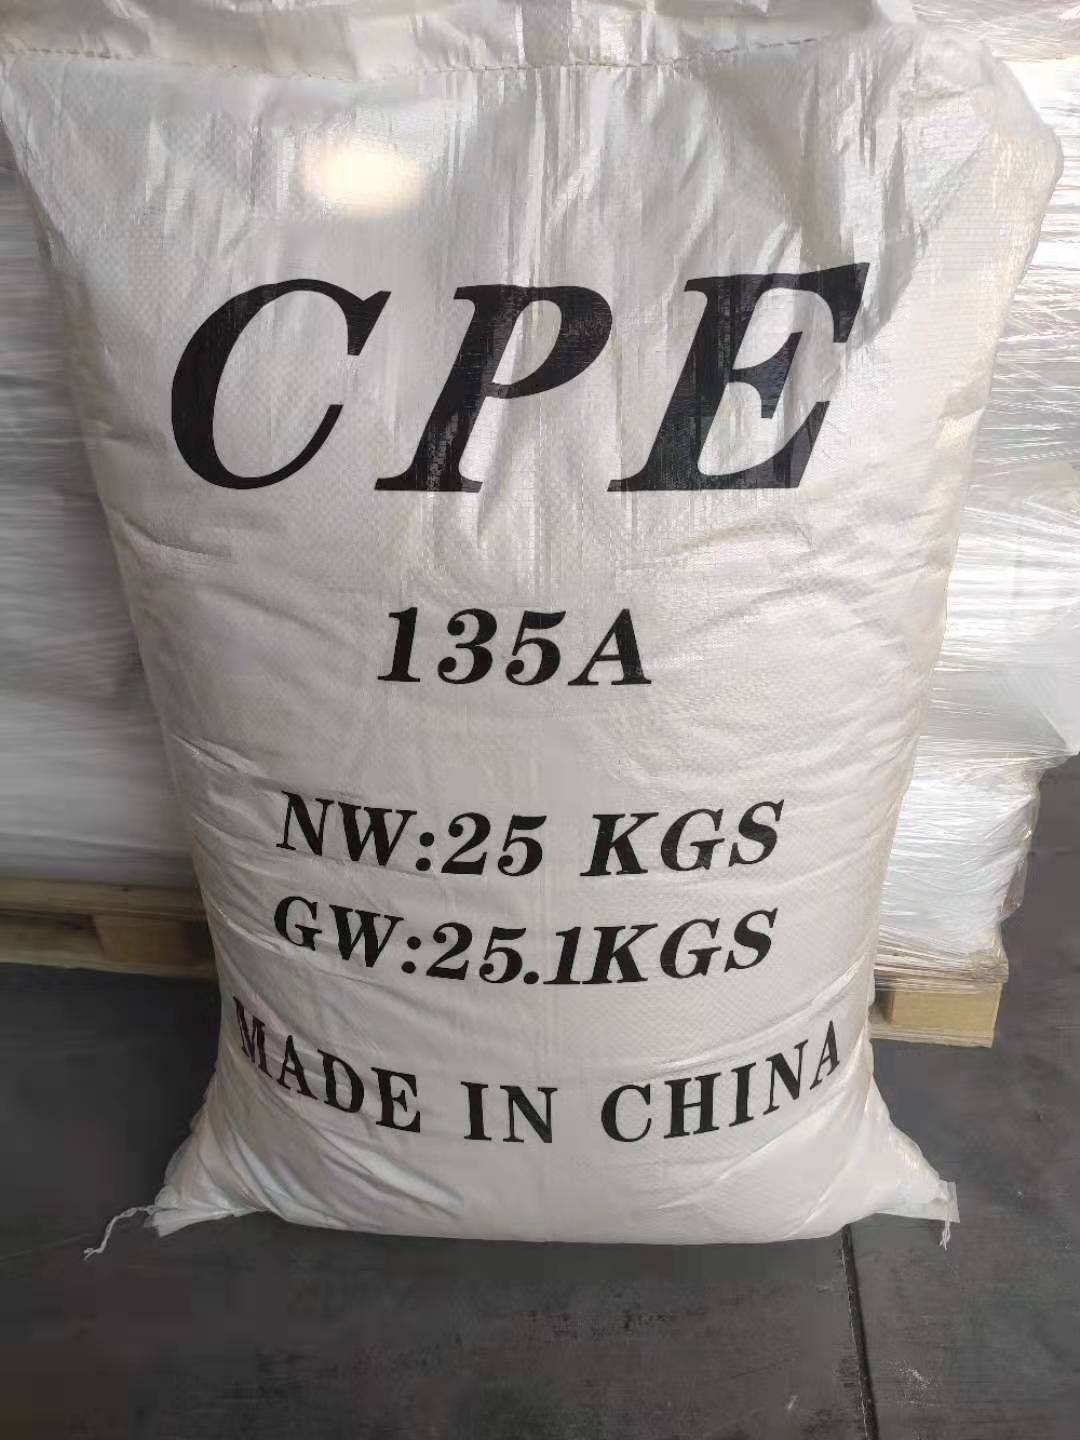 CPE
135A
NW:25 KGS
GW:25.1KGS
MADE IN CHINA